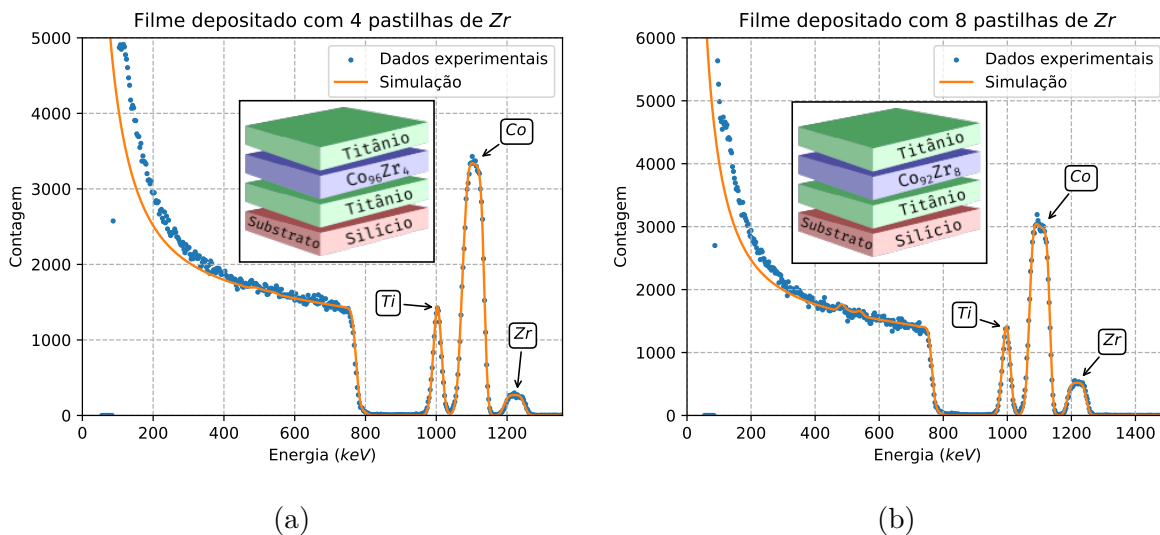 Filme depositado com 4 pastilhas de Zr
5000
4000
3000
2000
1000
0
Contagem
0 200 400 600 800 1000 1200
Energia (keV)
Dados experimentais
Simulação
Titânio
Co₉₆Zr₄
Titânio
Substrato Silício
Co
Ti
Zr
(a)
Filme depositado com 8 pastilhas de Zr
6000
5000
4000
3000
2000
1000
0
Contagem
0 200 400 600 800 1000 1200 1400
Energia (keV)
Dados experimentais
Simulação
Titânio
Co₉₂Zr₈
Titânio
Substrato Silício
Co
Ti
Zr
(b)